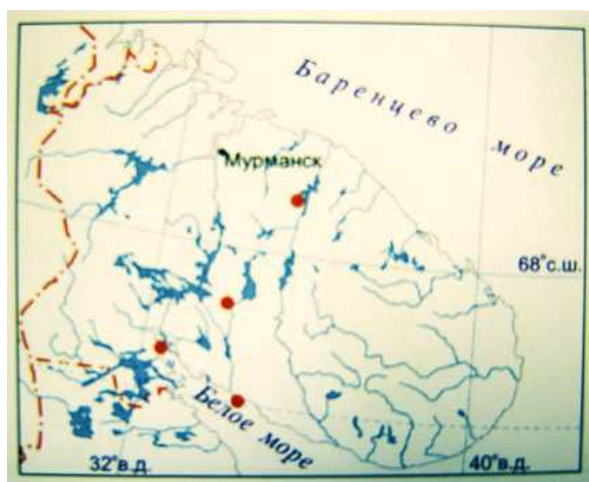 Баренцево море
Мурманск
68°с.ш.
Белое море
32°в.д.
40°в.д.